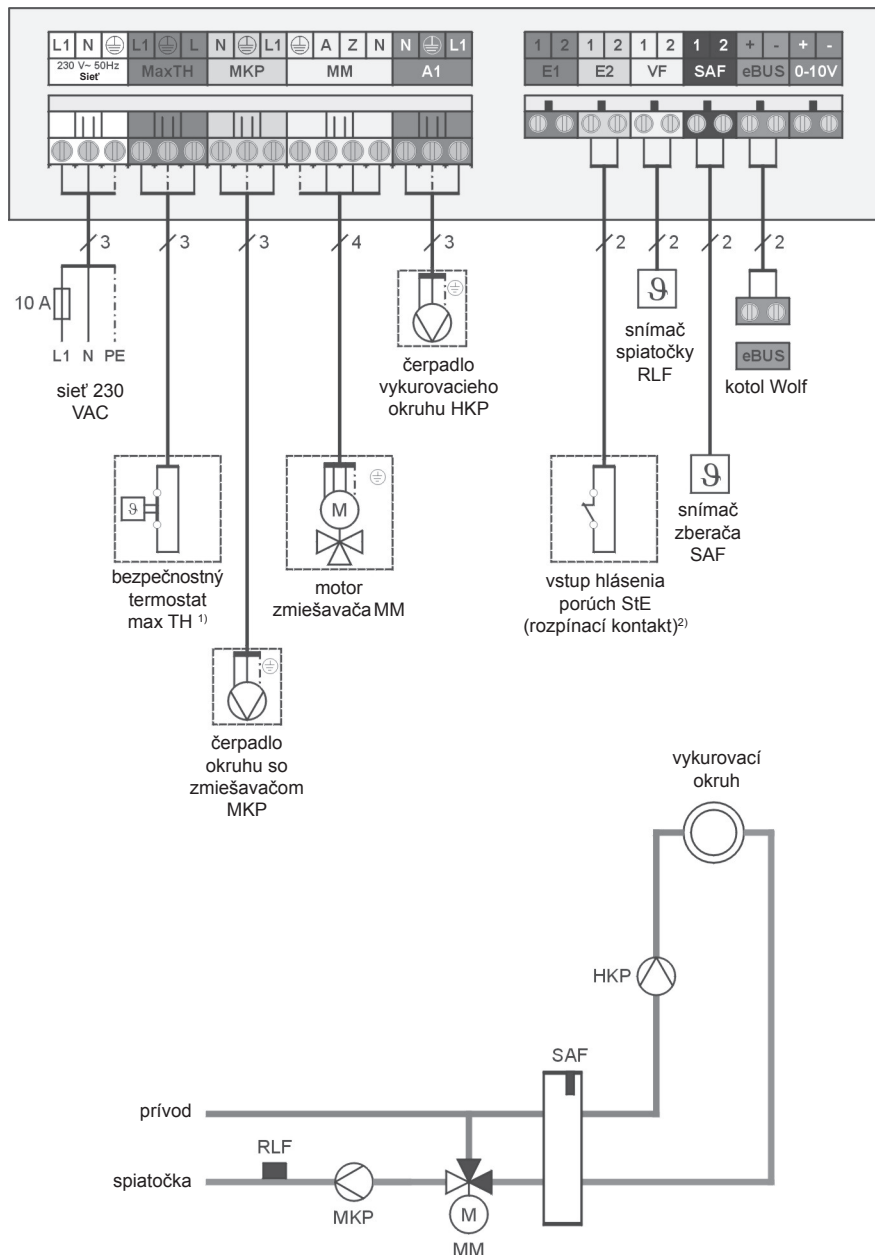 L1 N L1 L N L1 A Z N N L1
230 V~ 50Hz
Sieť
MaxTH MKP MM A1
1 2 1 2 1 2 1 2 + - + -
E1 E2 VF SAF eBUS 0-10V
3 3 3 4 3 2 2 2 2
10 A
L1 N PE
sieť 230
VAC
čerpadlo
vykurovacieho
okruhu HKP
ϑ
snímač
spiatočky
RLF
eBUS
kotol Wolf
ϑ
bezpečnostný
termostat
max TH 1)
M
motor
zmiešavača MM
vstup hlásenia
porúch StE
(rozpínací kontakt)2)
ϑ
snímač
zberača
SAF
čerpadlo
okruhu so
zmiešavačom
MKP
vykurovací
okruh
HKP
SAF
prívod
RLF
spiatočka
MKP
M
MM